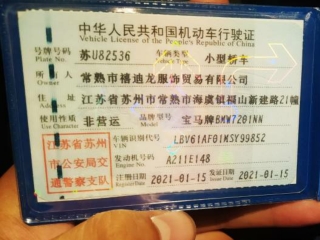 中华人民共和国机动车行驶证
Vehicle License of the People's Republic of China
号牌号码 苏U82536 车辆类型 小型轿车
Plate No. Vehicle Type
所有人 常熟市禧迪龙服饰贸易有限公司
Owner
住址 江苏省苏州市常熟市海虞镇福山新建路21幢
Address
使用性质 非营运 品牌型号 宝马牌BMW7201NN
Use Character Model
江苏省苏州市公安局交通警察支队
车辆识别代号 LBV61AF01MSY99852
VIN
发动机号码 A211E148
Engine No.
注册日期 2021-01-15 发证日期 2021-01-15
Register Date Issue Date